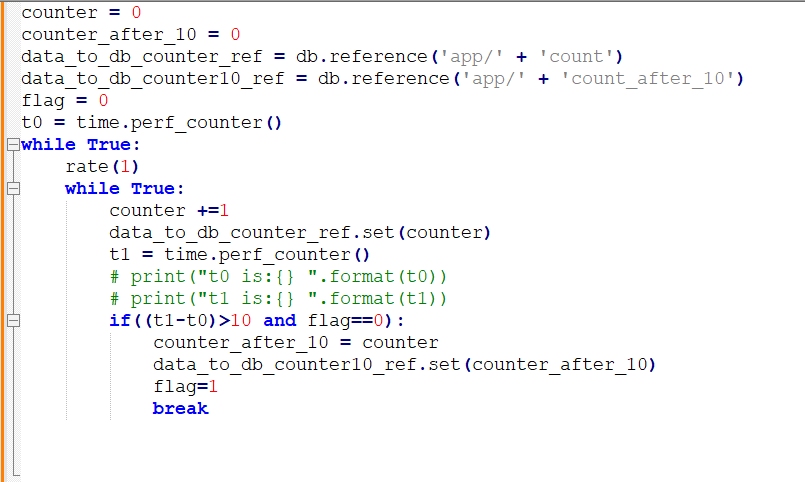 counter = 0
counter_after_10 = 0
data_to_db_counter_ref = db.reference('app/' + 'count')
data_to_db_counter10_ref = db.reference('app/' + 'count_after_10')
flag = 0
t0 = time.perf_counter()
while True:
    rate(1)
    while True:
        counter +=1
        data_to_db_counter_ref.set(counter)
        t1 = time.perf_counter()
        # print("t0 is:{} ".format(t0))
        # print("t1 is:{} ".format(t1))
        if((t1-t0)>10 and flag==0):
            counter_after_10 = counter
            data_to_db_counter10_ref.set(counter_after_10)
            flag=1
            break